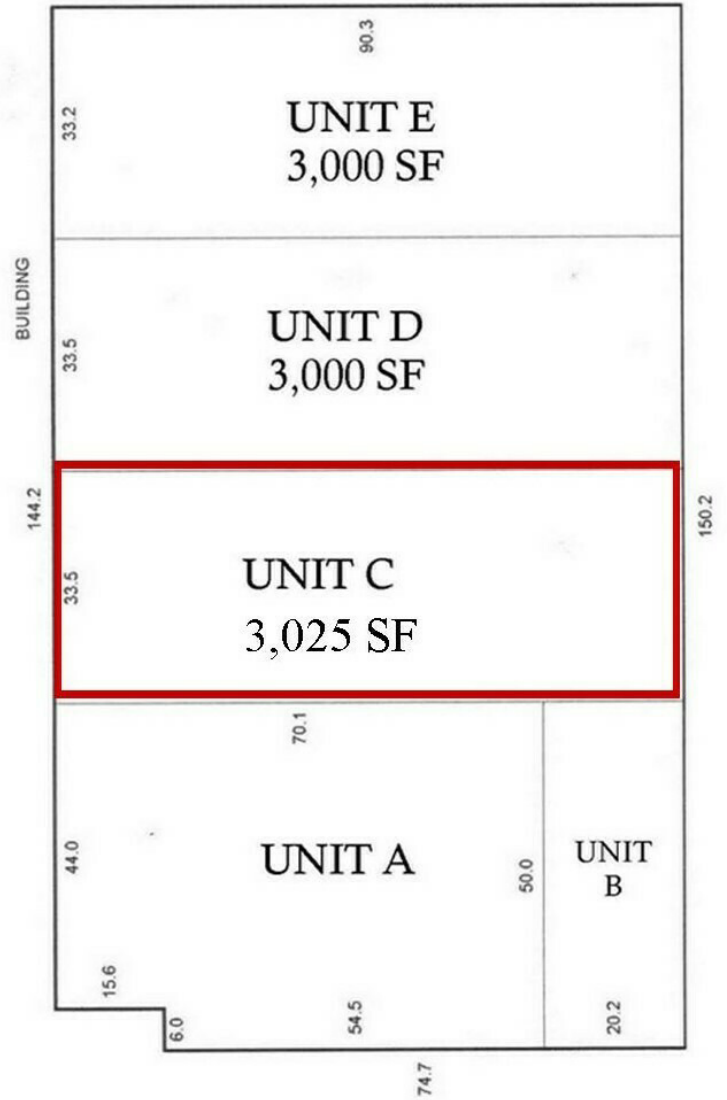 90.3
33.2
UNIT E
3,000 SF
BUILDING
33.5
UNIT D
3,000 SF
144.2
150.2
33.5
UNIT C
3,025 SF
70.1
44.0
UNIT A
50.0
UNIT
B
15.6
6.0
54.5
20.2
74.7